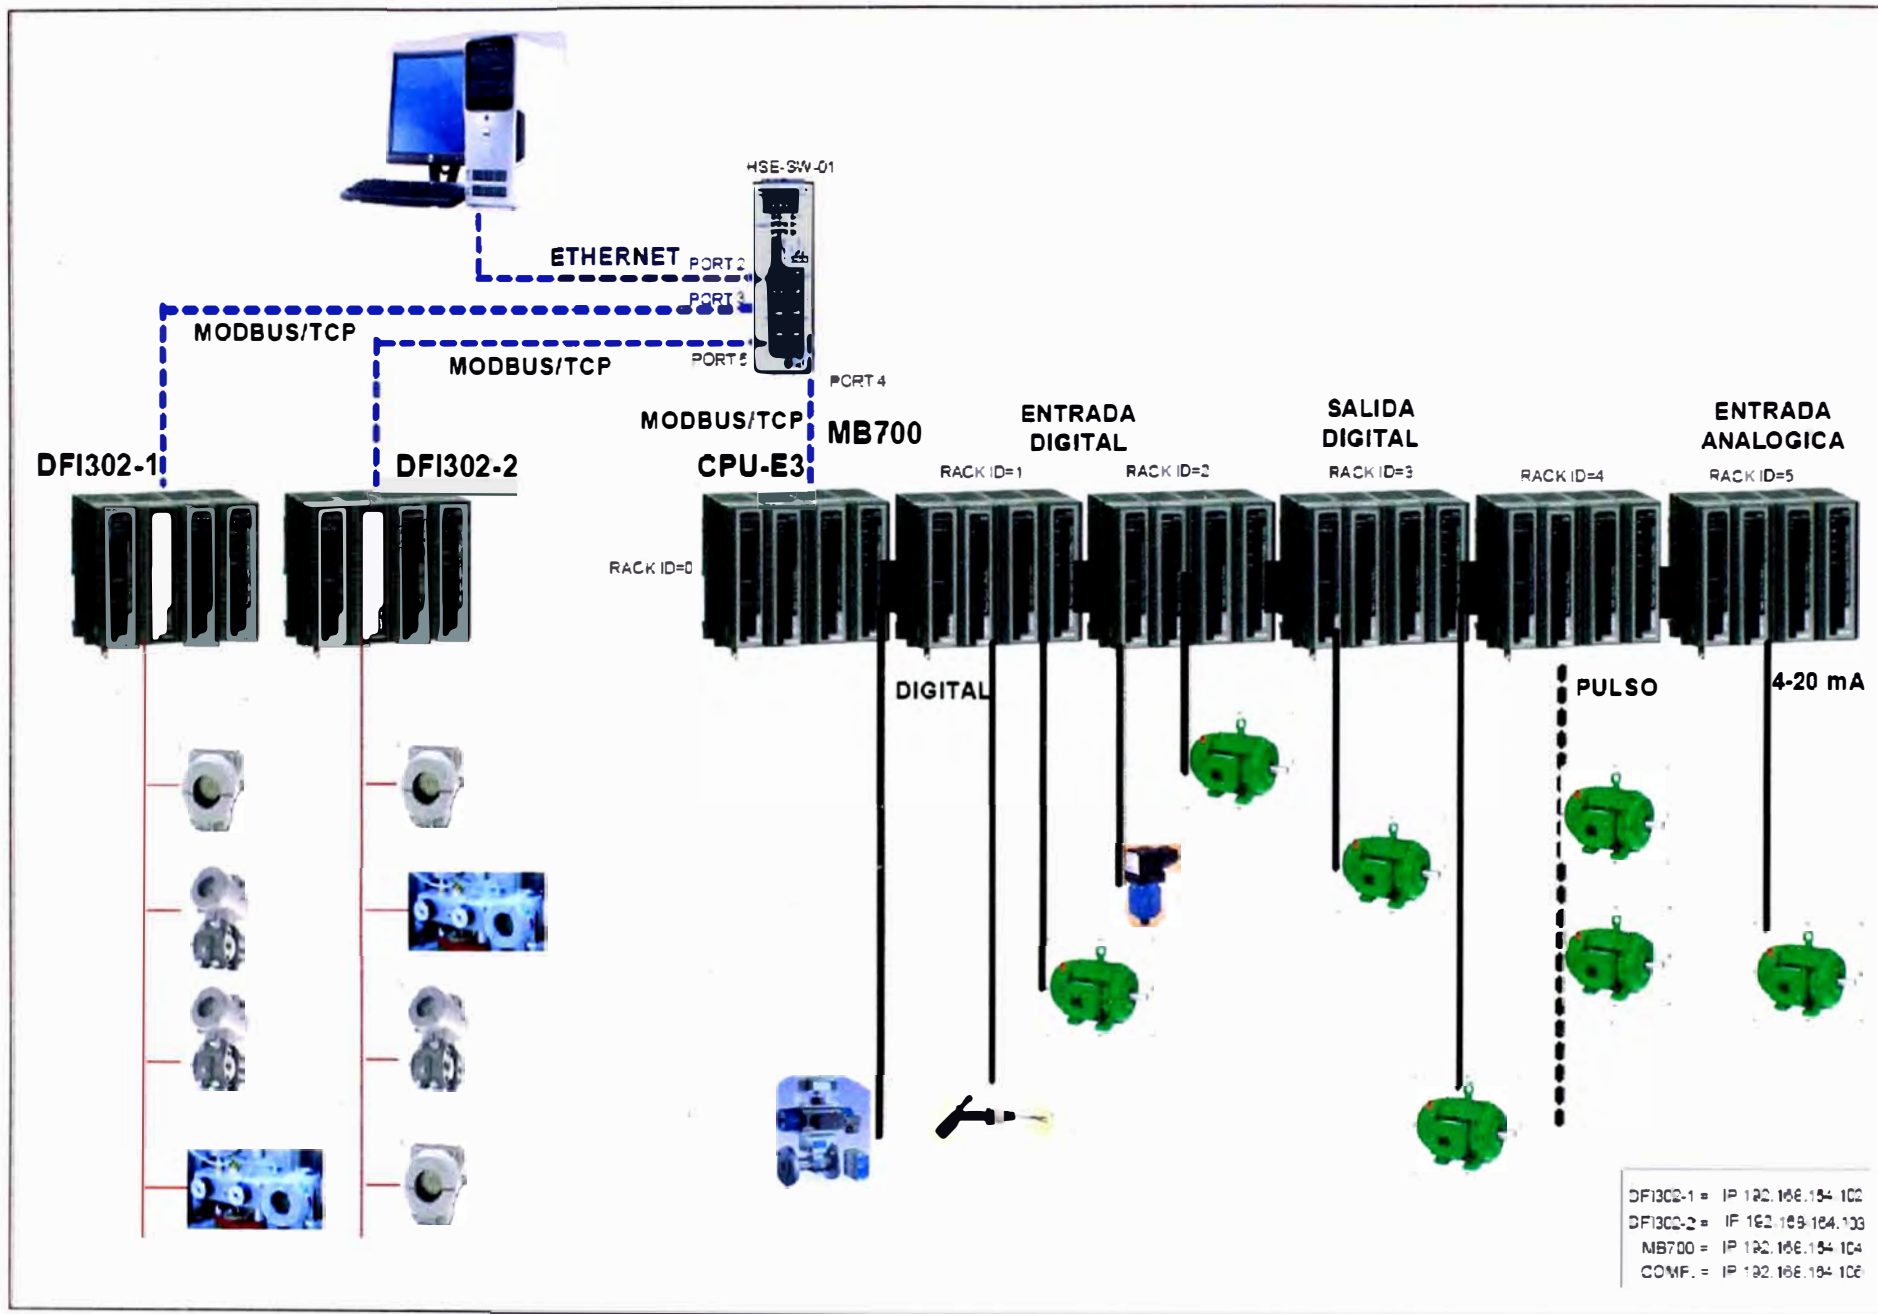 HSE-SW-01
ETHERNET
PORT 2
PORT 3
MODBUS/TCP
MODBUS/TCP
PORT 5
PORT 4
MODBUS/TCP
MB700
ENTRADA
DIGITAL
SALIDA
DIGITAL
ENTRADA
ANALOGICA
DFI302-1
DFI302-2
CPU-E3
RACK ID=1
RACK ID=2
RACK ID=3
RACK ID=4
RACK ID=5
RACK ID=0
DIGITAL
PULSO
4-20 mA
DFI302-1 =
DFI302-2 =
MB700 =